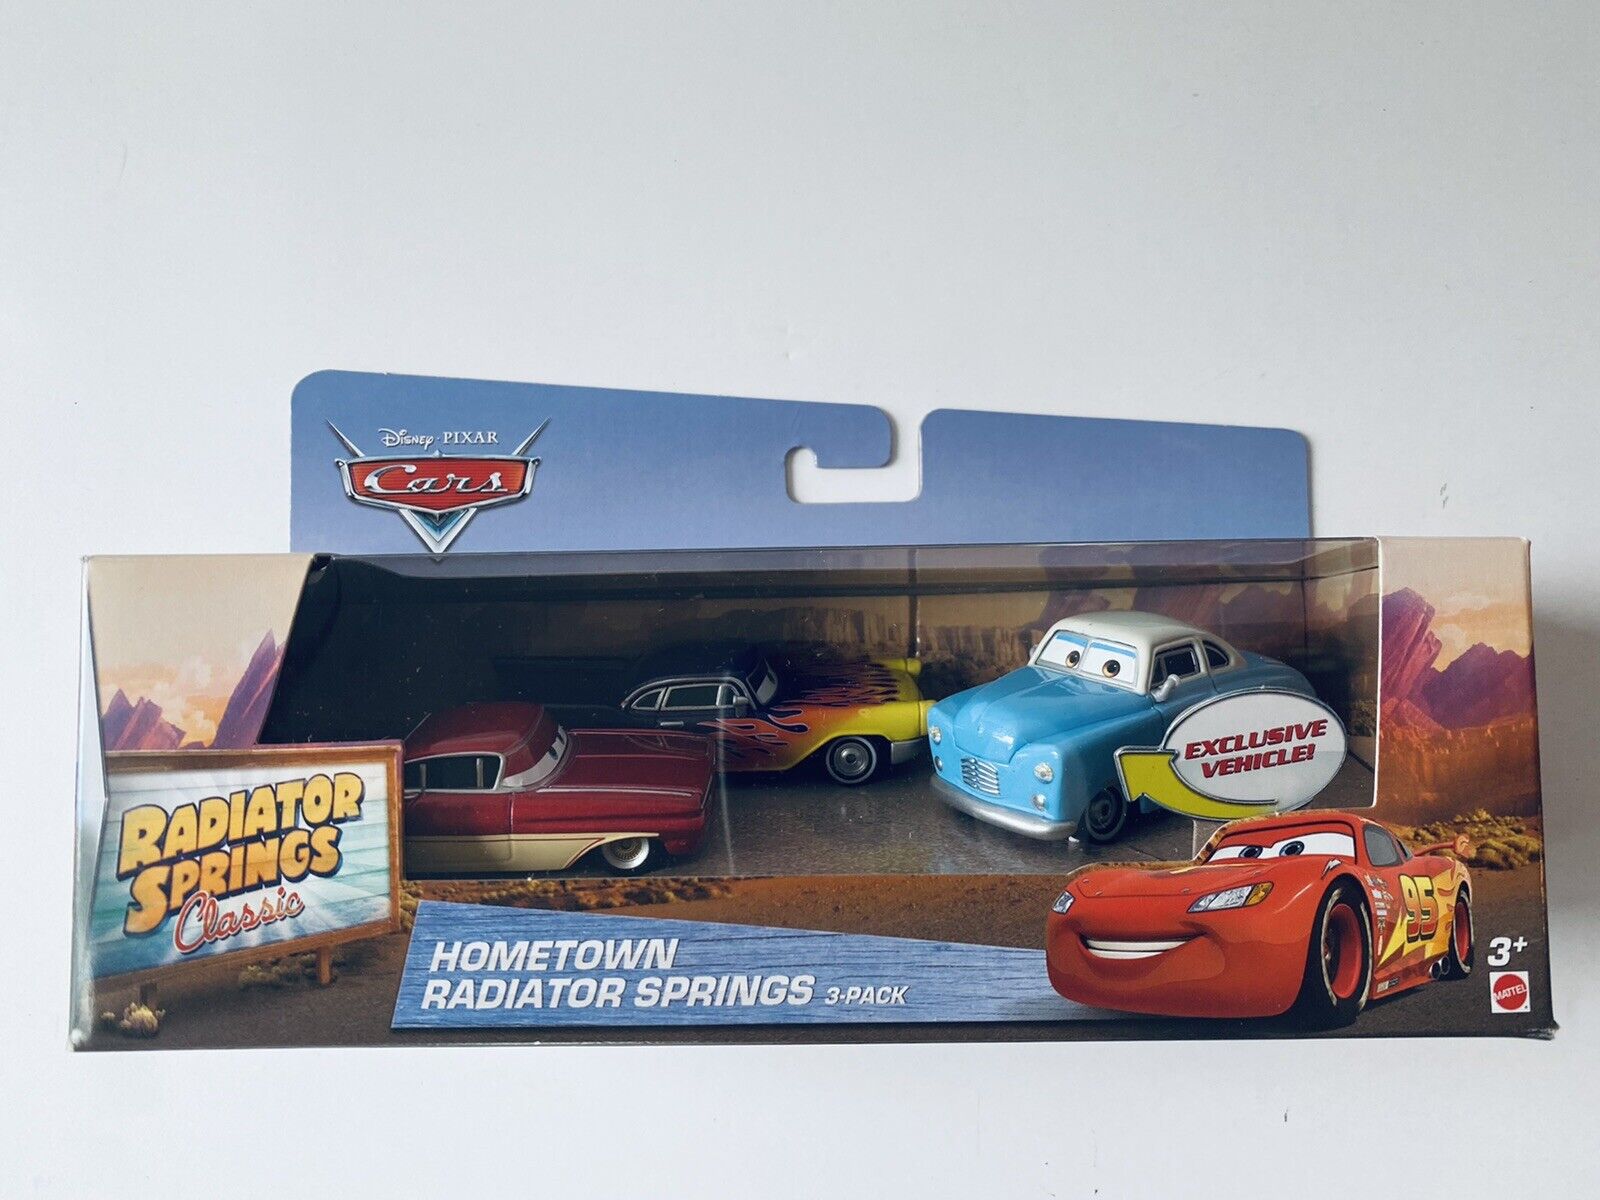 Disney · PIXAR
Cars
EXCLUSIVE
VEHICLE!
RADIATOR
SPRINGS
Classic
HOMETOWN
RADIATOR SPRINGS 3-PACK
95
3+
MATTEL